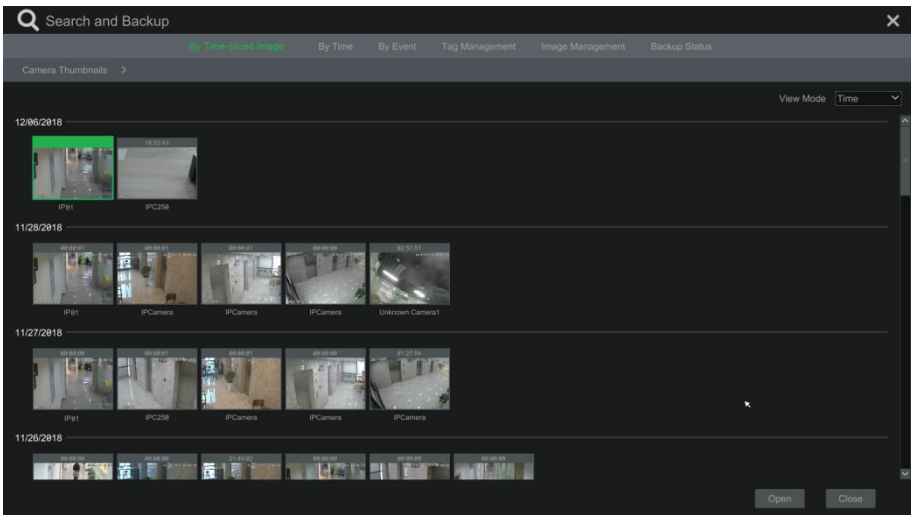 Search and Backup
By Time-sliced Image By Time By Event Tag Management Image Management Backup Status
Camera Thumbnails >
View Mode Time
12/06/2018
18:52:43
IP01 IPC250
11/28/2018
00:00:01 00:00:01 00:00:01 00:00:00 02:57:51
IP01 IPCamera IPCamera IPCamera Unknown Camera1
11/27/2018
00:00:00 00:00:01 00:00:01 00:00:00 01:27:54
IP01 IPC250 IPCamera IPCamera IPCamera
11/26/2018
00:00:00 00:00:00 21:45:02 00:00:00 00:00:00 00:00:00
Open Close